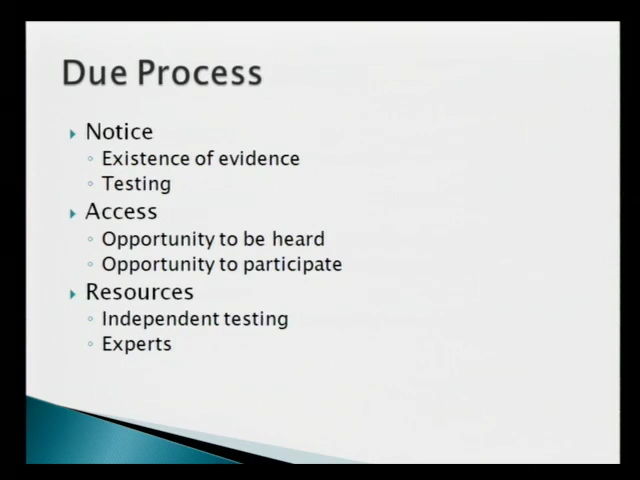 Due Process
Notice
Existence of evidence
Testing
Access
Opportunity to be heard
Opportunity to participate
Resources
Independent testing
Experts